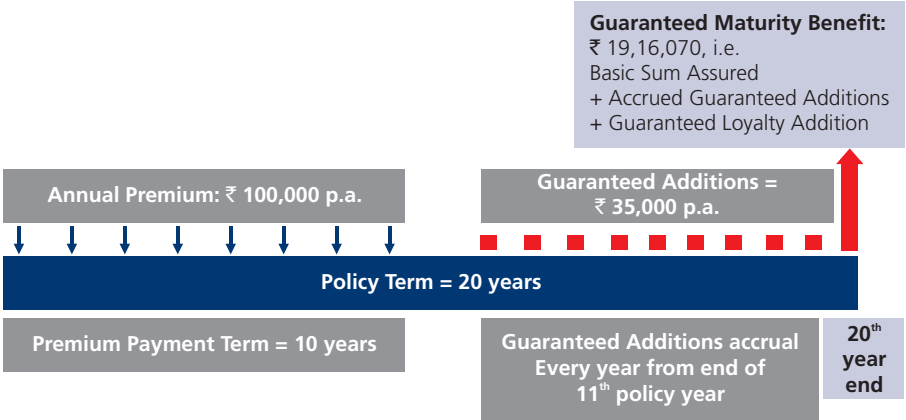 Guaranteed Maturity Benefit:
₹ 19,16,070, i.e.
Basic Sum Assured
+ Accrued Guaranteed Additions
+ Guaranteed Loyalty Addition
Annual Premium: ₹ 100,000 p.a.
Guaranteed Additions =
₹ 35,000 p.a.
Policy Term = 20 years
Premium Payment Term = 10 years
Guaranteed Additions accrual
Every year from end of
11th policy year
20th
year
end